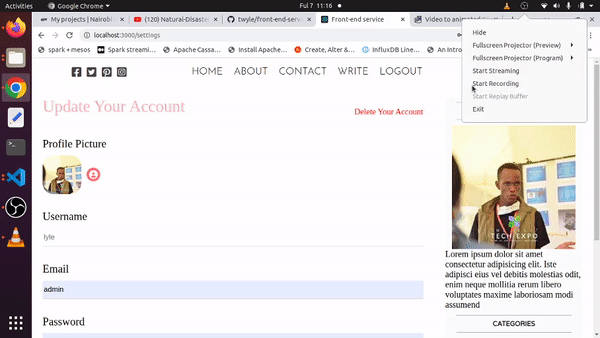 Activities
Google Chrome
Ful 7 11:16
My projects | Nairobi
(120) Natural-Disaster
twyle/front-end-servic
Front-end service
Video to animated
localhost:3000/settings
spark + mesos
Spark streami...
Apache Cassa...
Install Apache...
Create, Alter &...
InfluxDB Line...
An Intro
Hide
Fullscreen Projector (Preview)
Fullscreen Projector (Program)
Start Streaming
Start Recording
Start Replay Buffer
Exit
HOME ABOUT CONTACT WRITE LOGOUT
Update Your Account
Delete Your Account
Profile Picture
Username
lyle
Email
admin
Password
TECH EXPO
Lorem ipsum dolor sit amet
consectetur adipisicing elit. Iste
adipisci eius vel debitis molestias odit,
enim neque mollitia rerum libero
voluptates maxime laboriosam modi
assumend
CATEGORIES